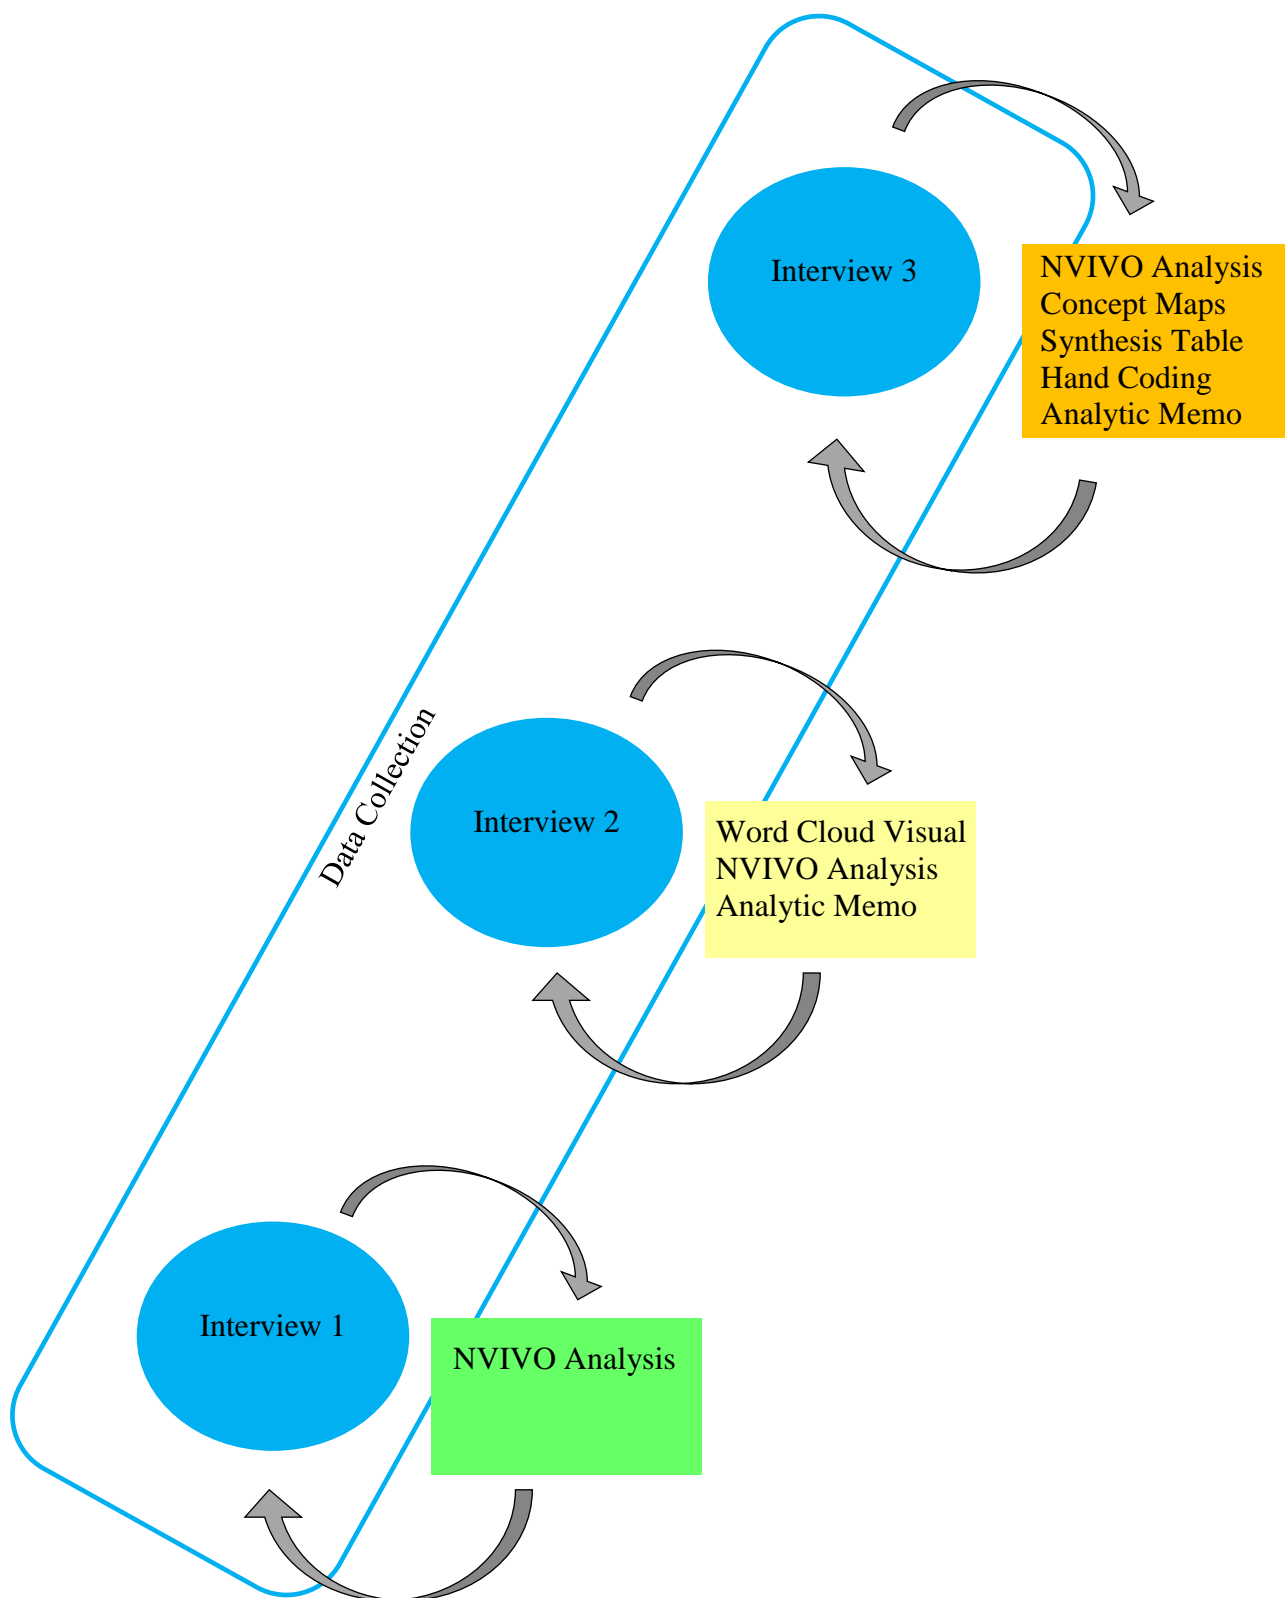 Interview 3
NVIVO Analysis
Concept Maps
Synthesis Table
Hand Coding
Analytic Memo
Data Collection
Interview 2
Word Cloud Visual
NVIVO Analysis
Analytic Memo
Interview 1
NVIVO Analysis